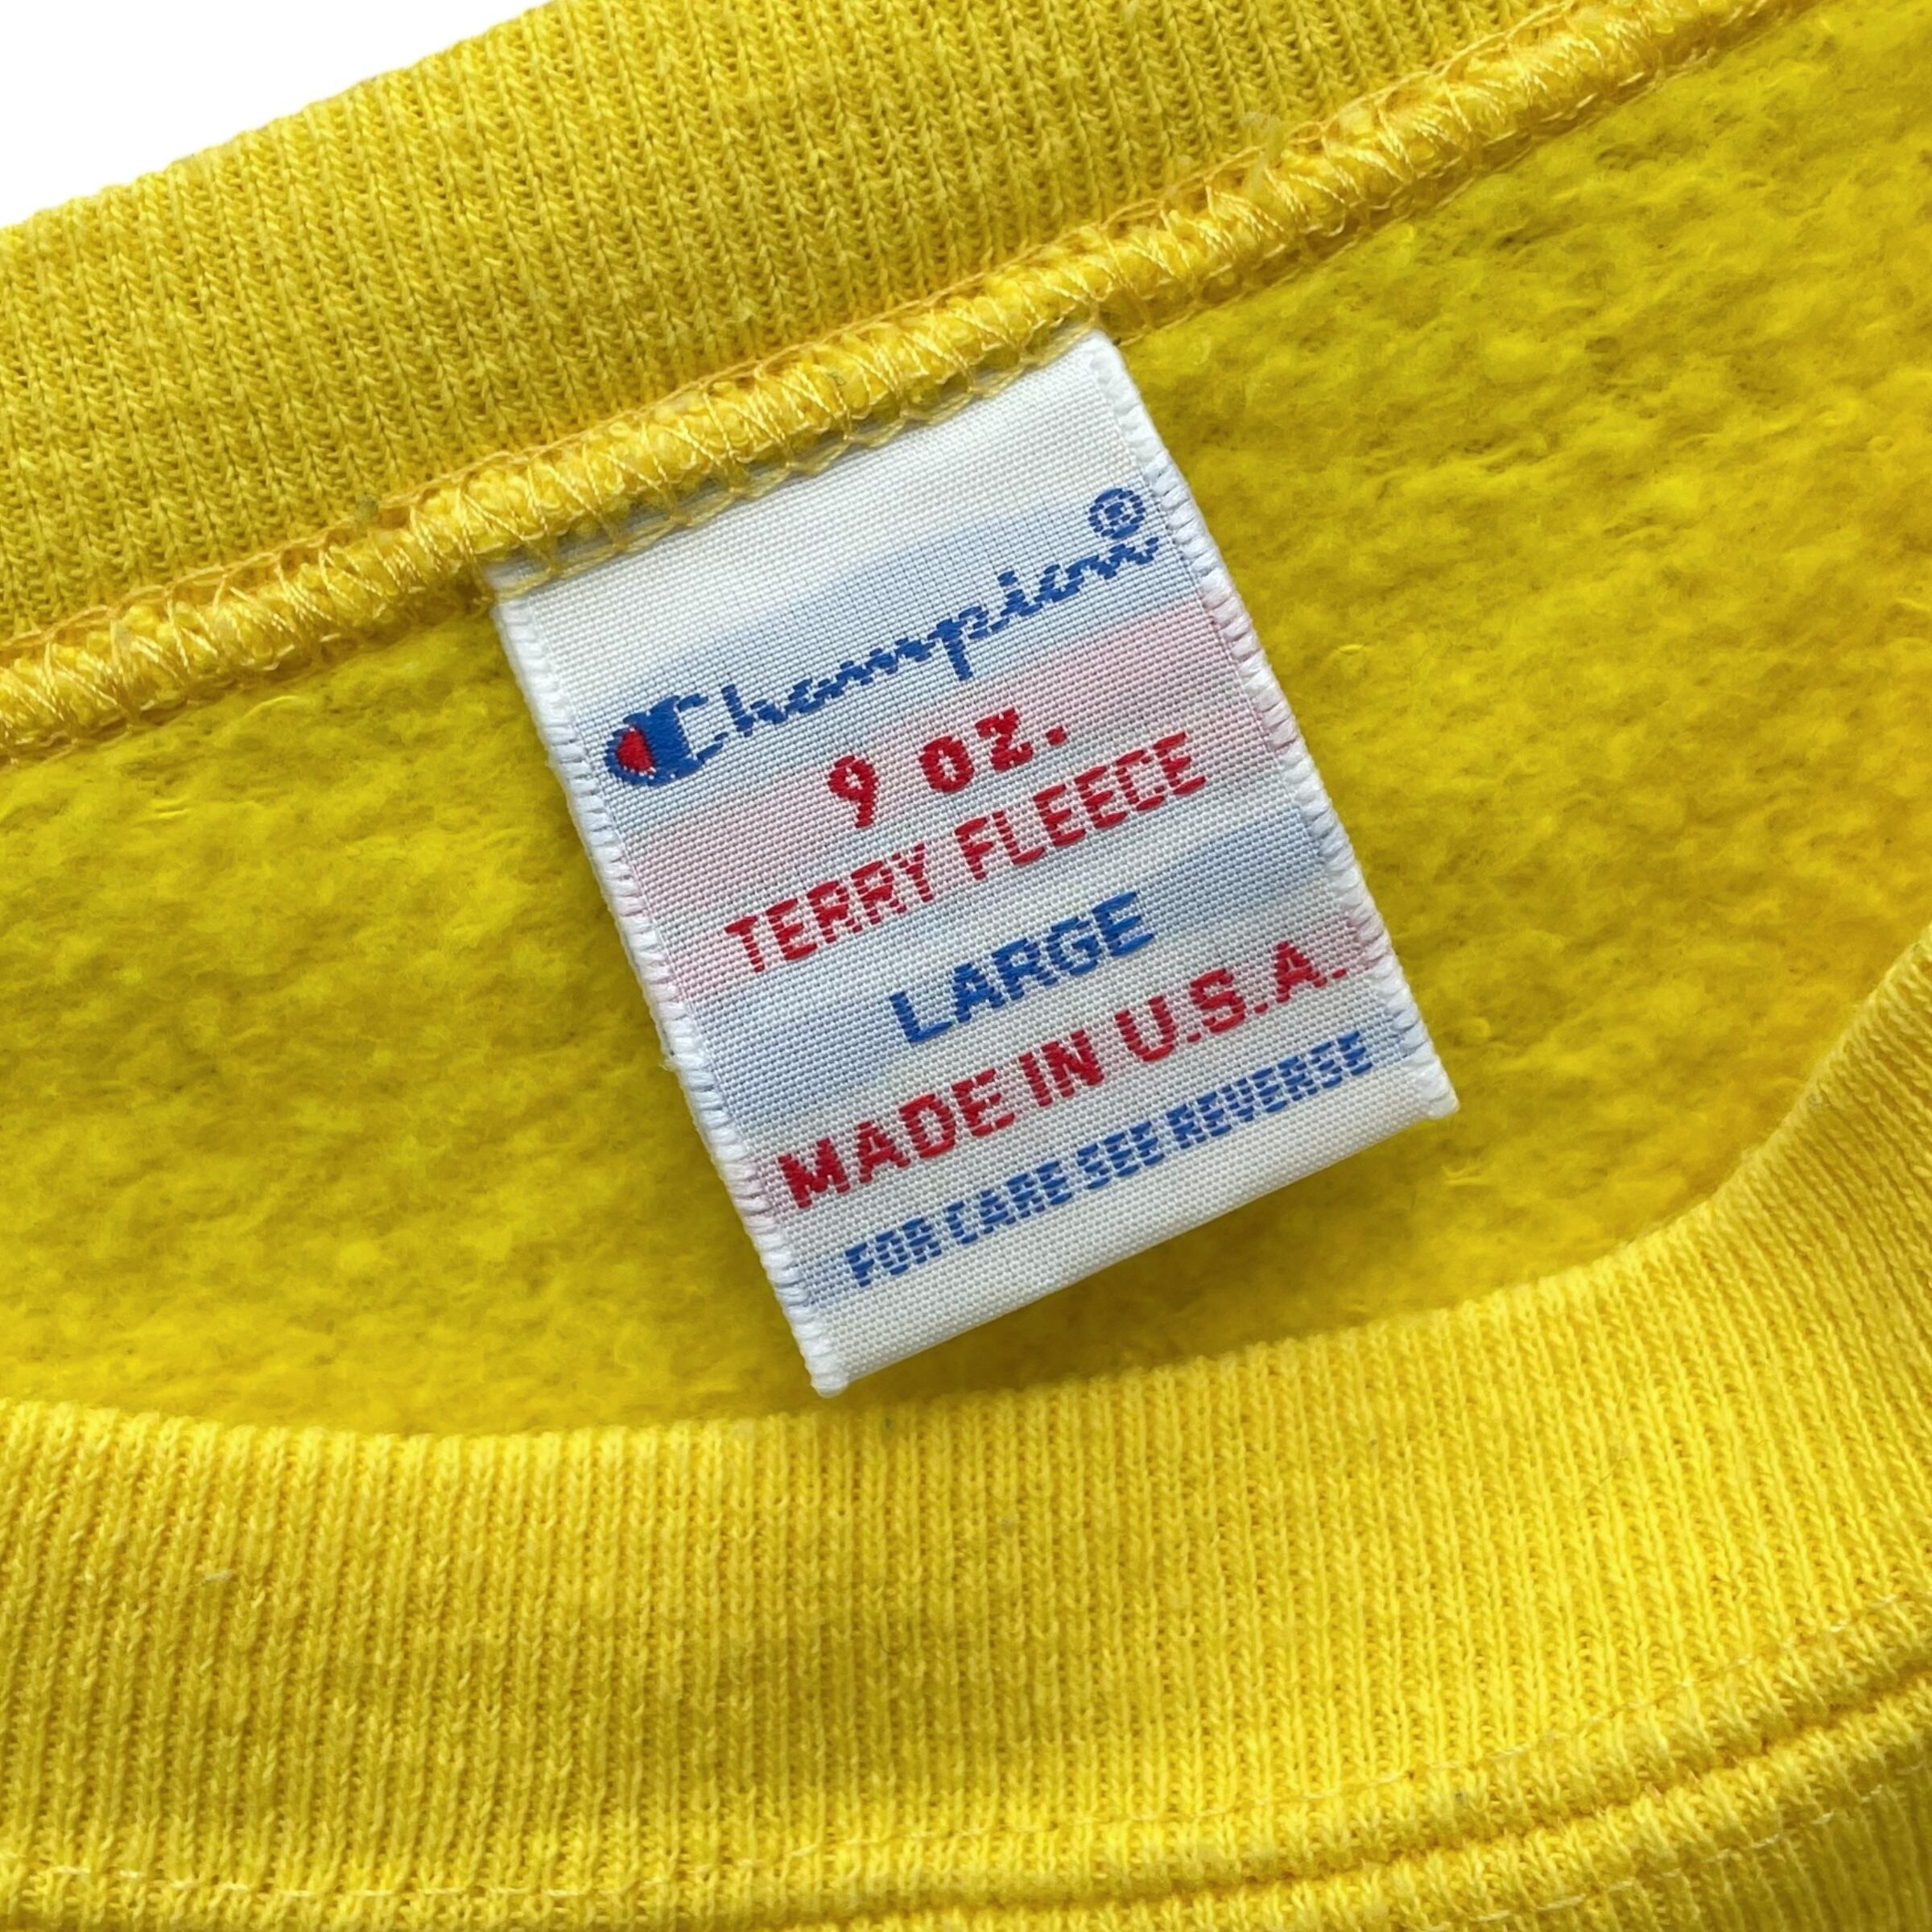 Champion®
9 OZ.
TERRY FLEECE
LARGE
MADE IN U.S.A.
FOR CARE SEE REVERSE